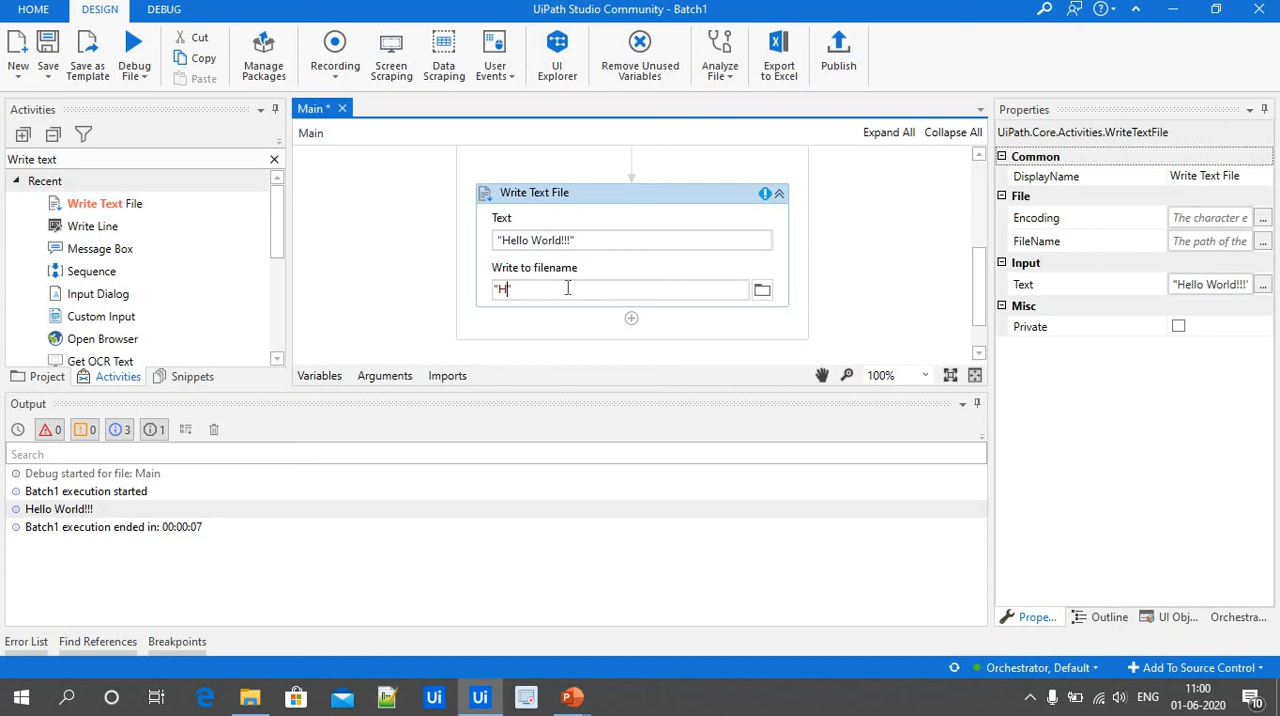 HOME DESIGN DEBUG UiPath Studio Community - Batch1
New Save Save as Template Debug File Cut Copy Paste Manage Packages Recording Screen Scraping Data Scraping User Events UI Explorer Remove Unused Variables Analyze File Export to Excel Publish
Activities
Write text
Recent
Write Text File
Write Line
Message Box
Sequence
Input Dialog
Custom Input
Open Browser
Get OCR Text
Project Activities Snippets
Main *
Main Expand All Collapse All
Write Text File
Text
"Hello World!!!"
Write to filename
"H"
Variables Arguments Imports 100%
Properties
UiPath.Core.Activities.WriteTextFile
Common
DisplayName Write Text File
File
Encoding The character e ...
FileName The path of the ...
Input
Text "Hello World!!!" ...
Misc
Private
Output
0 0 3 1
Search
Debug started for file: Main
Batch1 execution started
Hello World!!!
Batch1 execution ended in: 00:00:07
Prope... Outline UI Obj... Orchestra...
Error List Find References Breakpoints
Orchestrator, Default Add To Source Control
ENG 11:00
01-06-2020 10